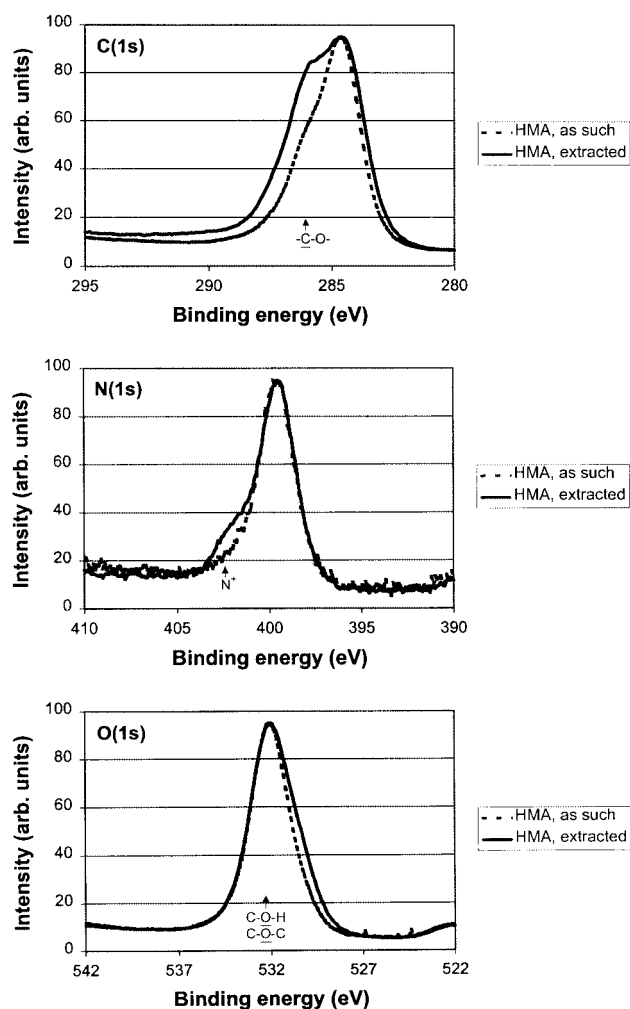 C(1s)
Intensity (arb. units)
100
80
60
40
20
0
-C-O-
295
290
285
280
Binding energy (eV)
HMA, as such
HMA, extracted
N(1s)
Intensity (arb. units)
100
80
60
40
20
0
N+
410
405
400
395
390
Binding energy (eV)
HMA, as such
HMA, extracted
O(1s)
Intensity (arb. units)
100
80
60
40
20
0
C-O-H
C-O-C
542
537
532
527
522
Binding energy (eV)
HMA, as such
HMA, extracted